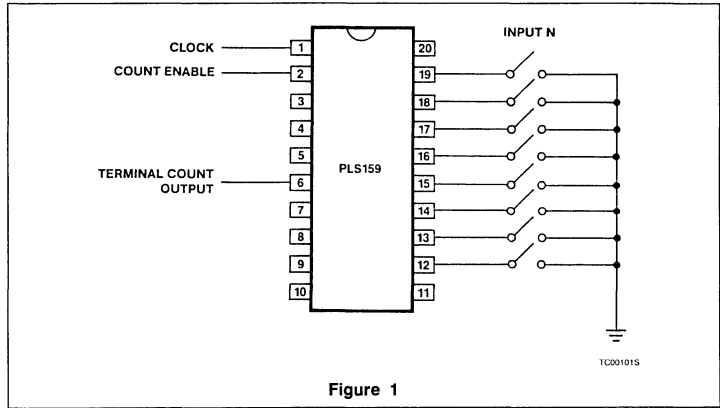 INPUT N
CLOCK 1 20
COUNT ENABLE 2 19
3 18
4 17
5 16
PLS159
TERMINAL COUNT
OUTPUT
6 15
7 14
8 13
9 12
10 11
TC00101S
Figure 1